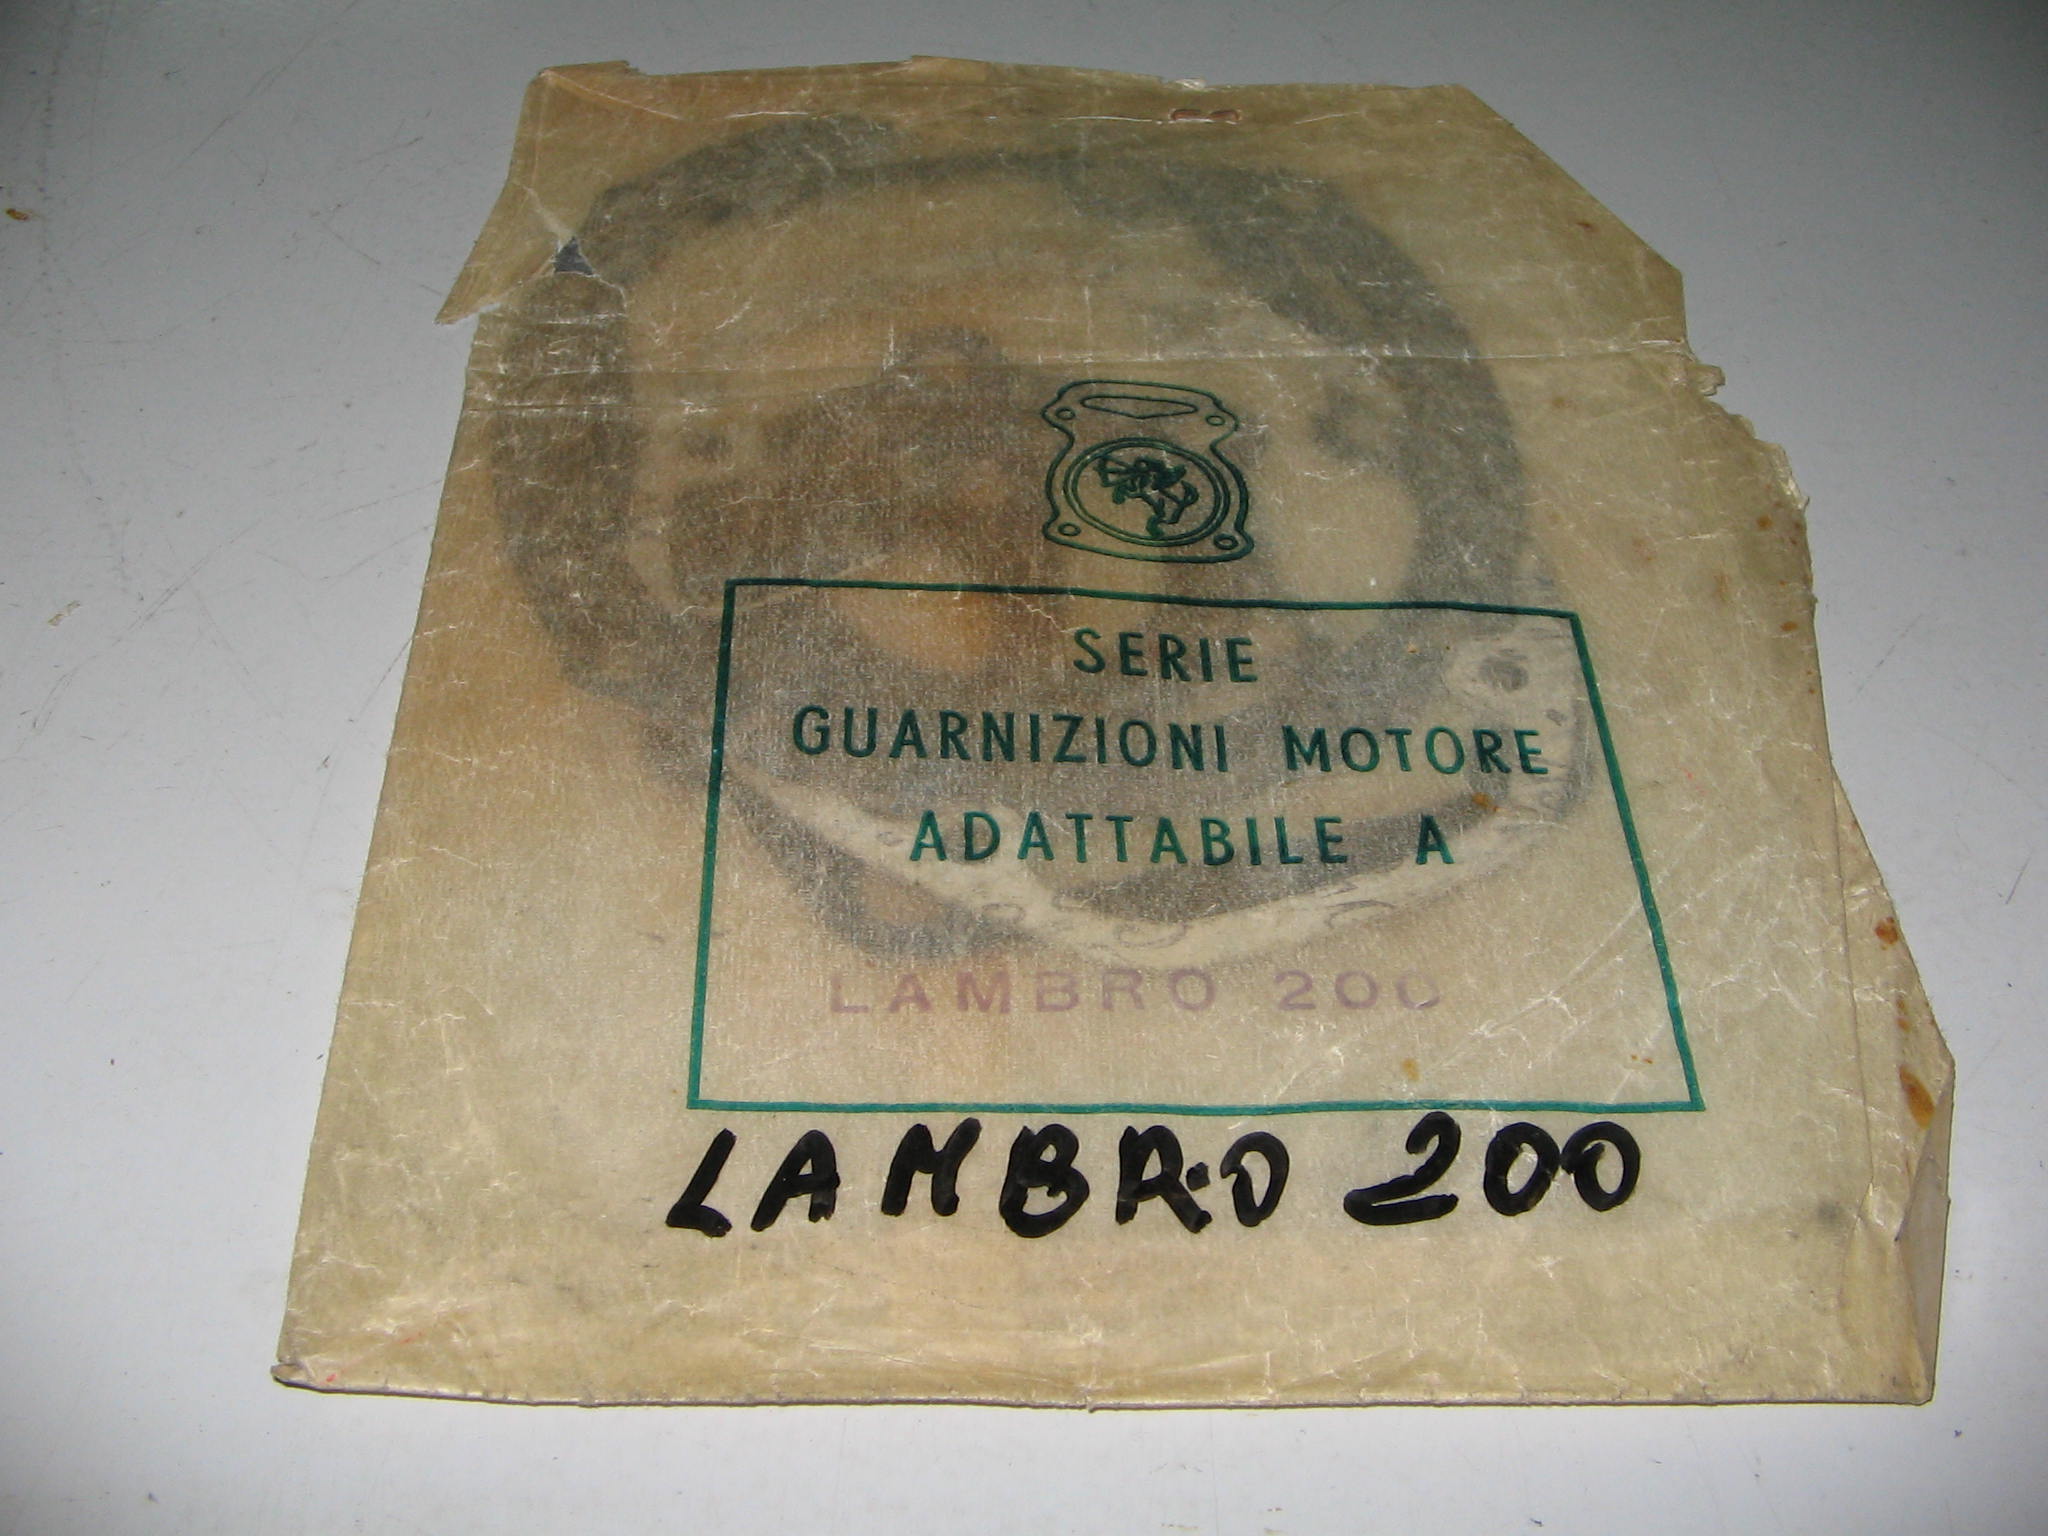 SERIE
GUARNIZIONI MOTORE
ADATTABILE A
LAMBRO 200
LAMBRO 200